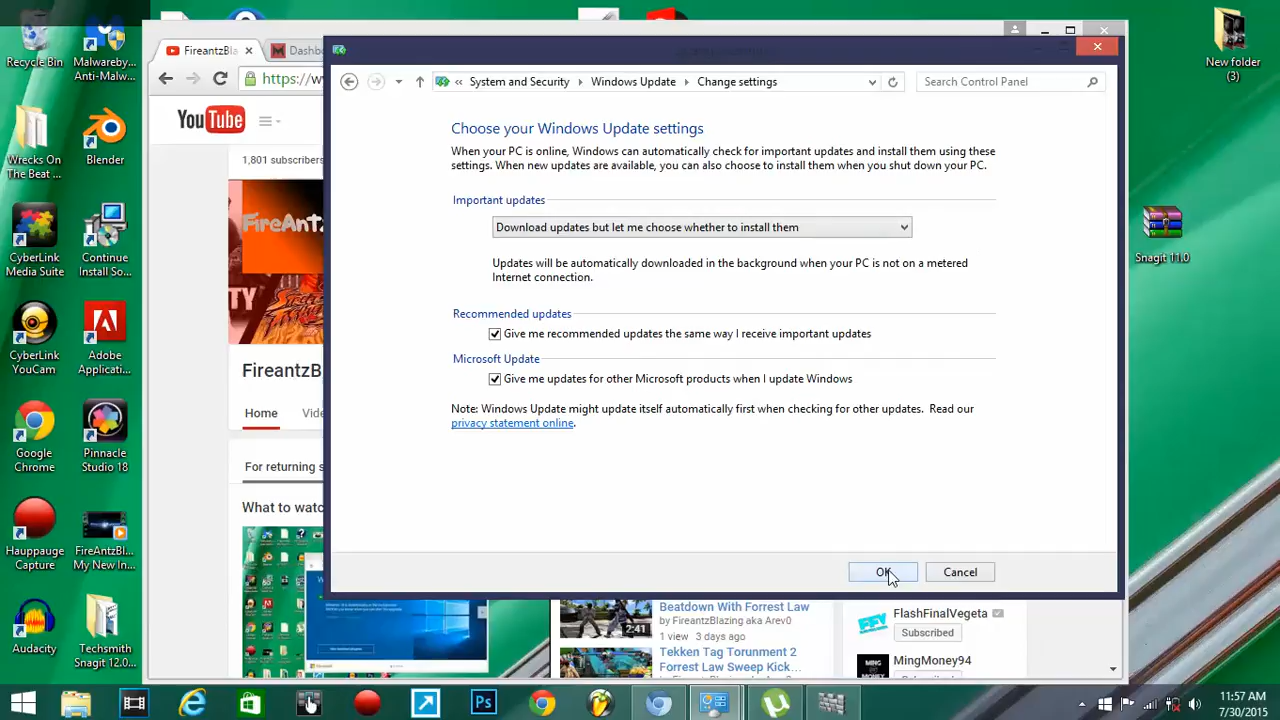 Recycle Bin
Malwareby...
Anti-Malw...
Wrecks On
The Beat ...
Blender
CyberLink
Media Suite
Continue
Install So...
CyberLink
YouCam
Adobe
Applicatio...
Google
Chrome
Pinnacle
Studio 18
Hauppauge
Capture
FireAntzBl...
My New In...
Audacity
Techsmith
Snagit 12.0...
New folder
(3)
Snagit 11.0
FireantzBla
Dashbo
https://w
YouTube
1,801 subscribers
FireAntz
FireantzB
Home
Vide
For returning s
What to watc
System and Security
Windows Update
Change settings
Search Control Panel
Choose your Windows Update settings
When your PC is online, Windows can automatically check for important updates and install them using these
settings. When new updates are available, you can also choose to install them when you shut down your PC.
Important updates
Download updates but let me choose whether to install them
Updates will be automatically downloaded in the background when your PC is not on a metered
Internet connection.
Recommended updates
Give me recommended updates the same way I receive important updates
Microsoft Update
Give me updates for other Microsoft products when I update Windows
Note: Windows Update might update itself automatically first when checking for other updates. Read our
privacy statement online.
OK
Cancel
2:41
Beatdown With Forrest Law
by FireantzBlazing aka Arev0
1 view 3 days ago
Tekken Tag Torunment 2
Forrest Law Sweep Kick...
FlashFinalVegeta
Subscribed
MING
MONEY
MingMoney94
Ps
11:57 AM
7/30/2015